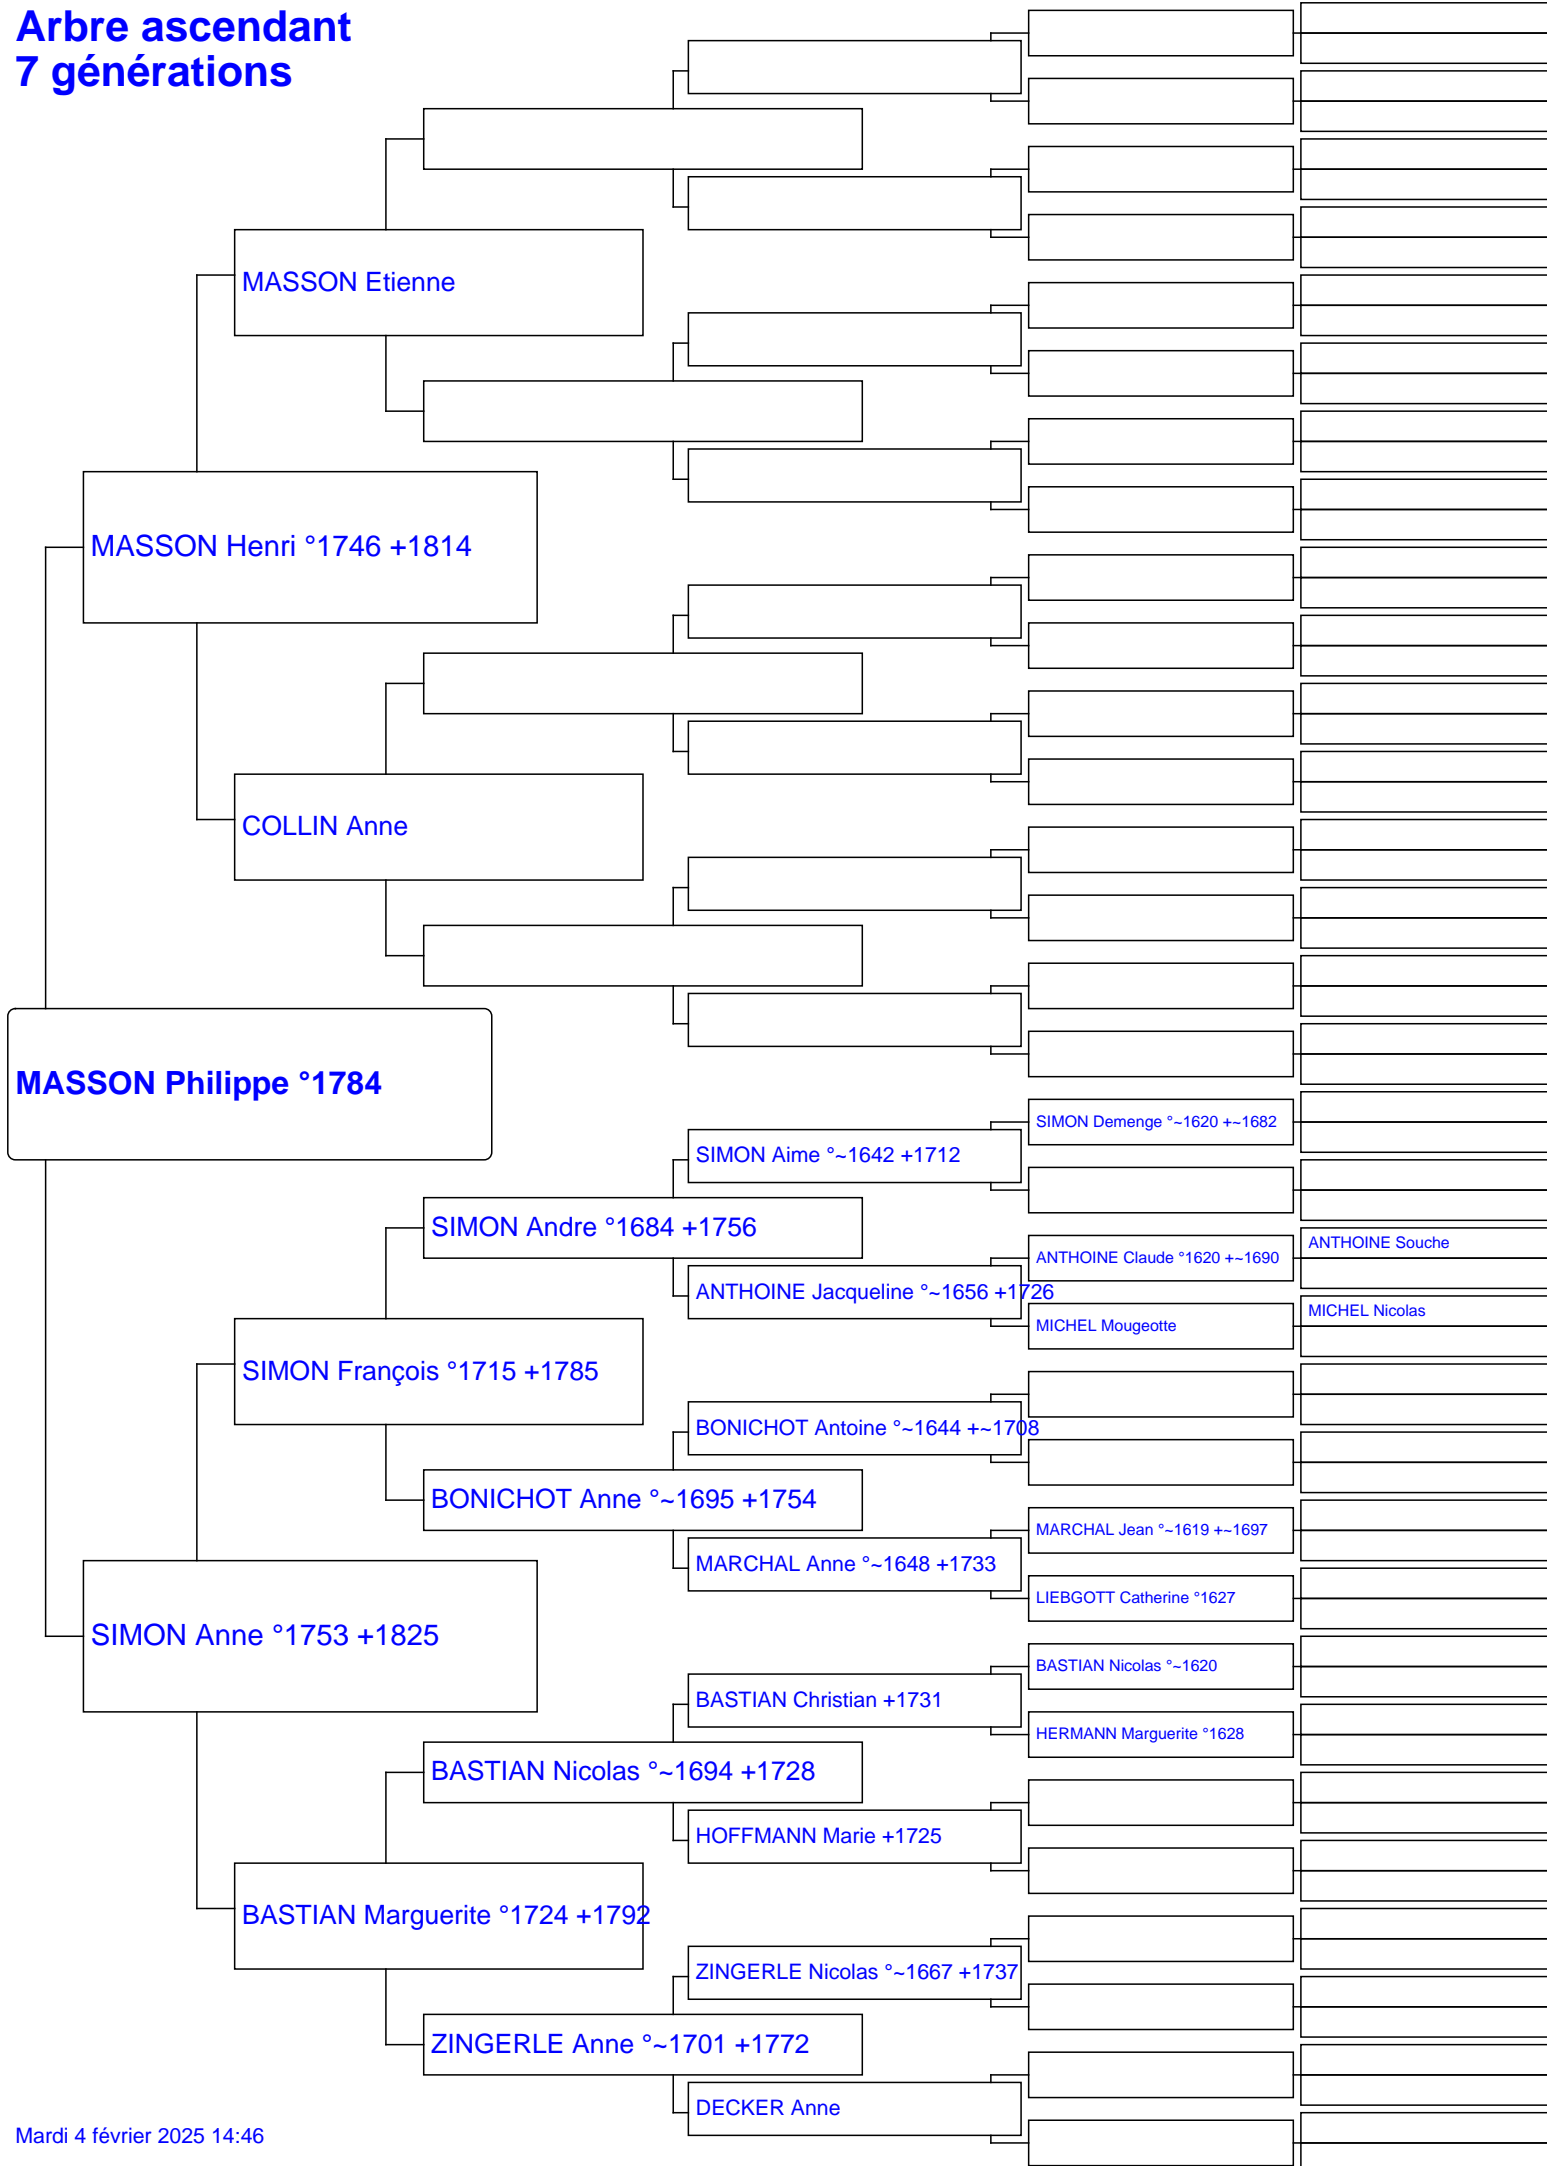 Arbre ascendant
7 générations
MASSON Etienne
MASSON Henri °1746 +1814
COLLIN Anne
MASSON Philippe °1784
SIMON Demenge °~1620 +~1682
SIMON Aime °~1642 +1712
SIMON Andre °1684 +1756
ANTHOINE Souche
ANTHOINE Claude °1620 +~1690
ANTHOINE Jacqueline °~1656 +1726
MICHEL Nicolas
MICHEL Mougeotte
SIMON François °1715 +1785
BONICHOT Antoine °~1644 +~1708
BONICHOT Anne °~1695 +1754
MARCHAL Jean °~1619 +~1697
MARCHAL Anne °~1648 +1733
LIEBGOTT Catherine °1627
SIMON Anne °1753 +1825
BASTIAN Nicolas °~1620
BASTIAN Christian +1731
HERMANN Marguerite °1628
BASTIAN Nicolas °~1694 +1728
HOFFMANN Marie +1725
BASTIAN Marguerite °1724 +1792
ZINGERLE Nicolas °~1667 +1737
ZINGERLE Anne °~1701 +1772
DECKER Anne
Mardi 4 février 2025 14:46